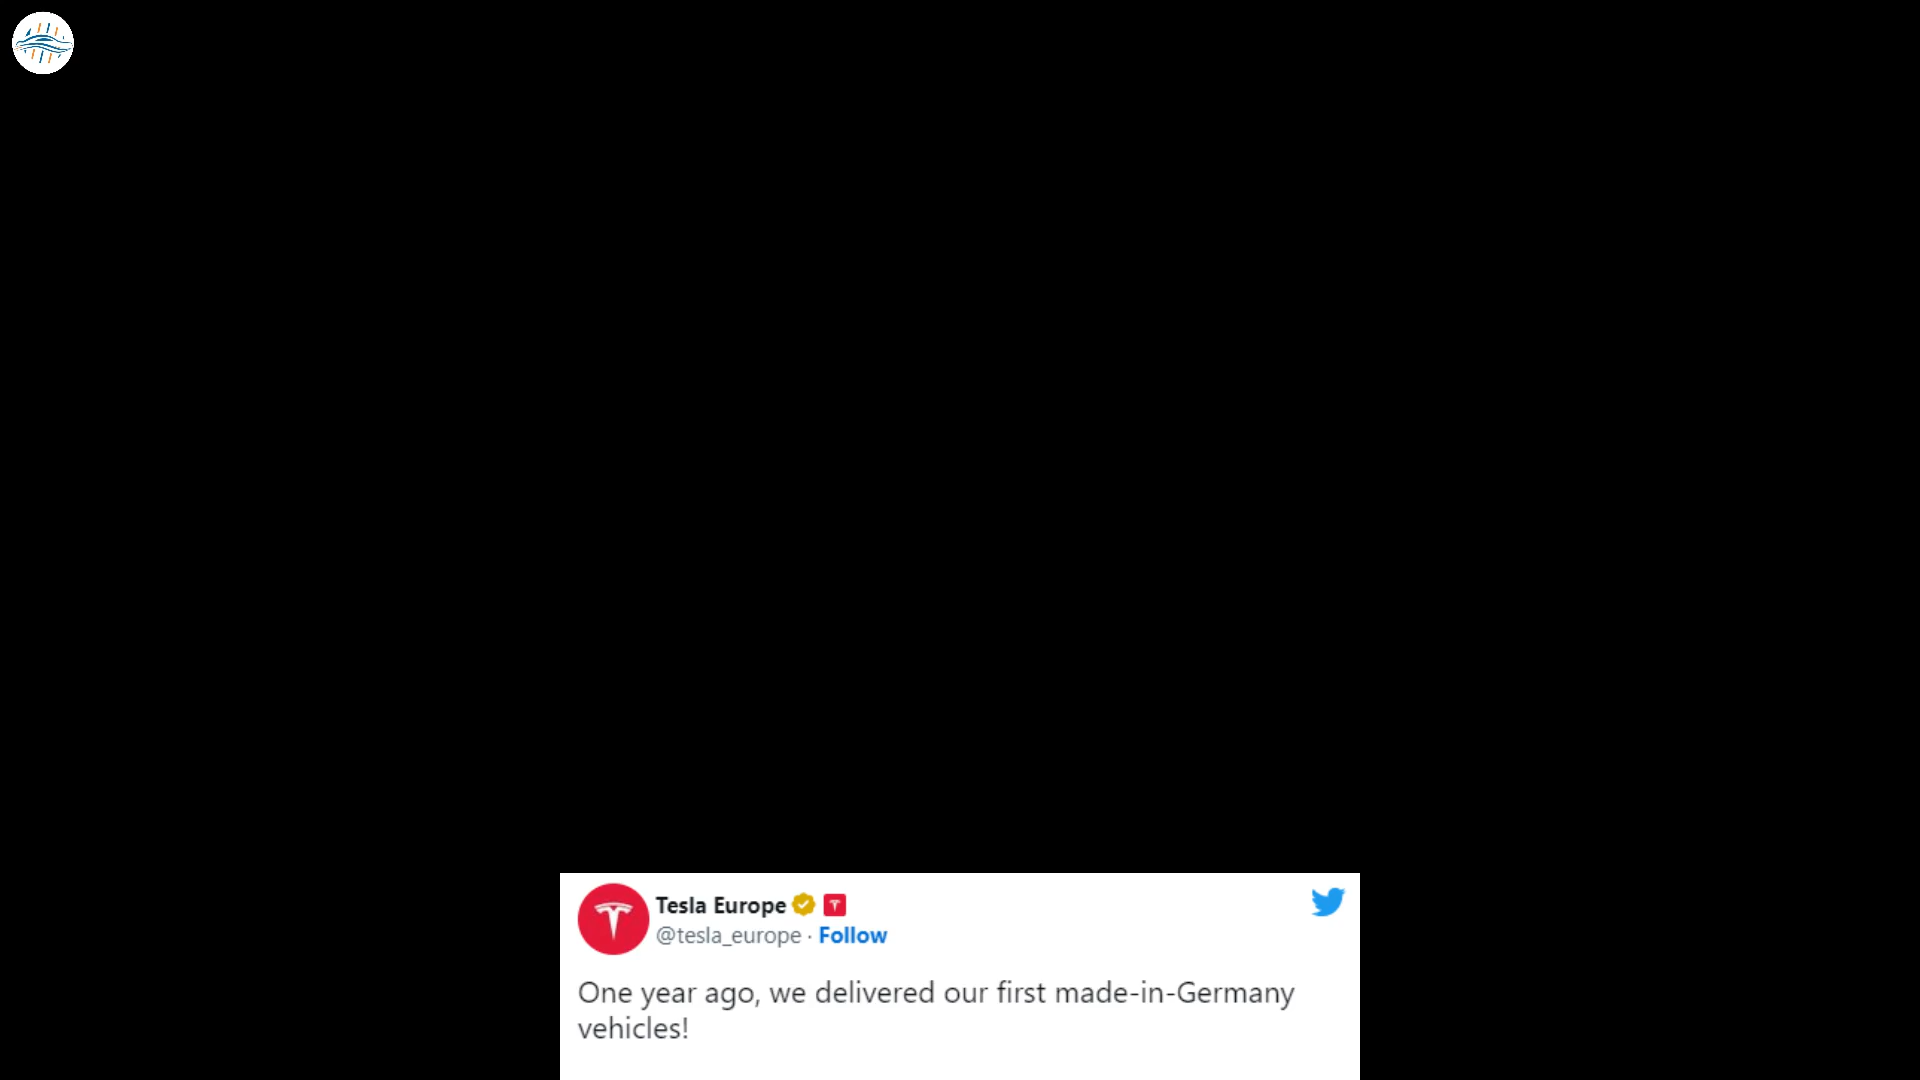 Tesla Europe
@tesla_europe · Follow
One year ago, we delivered our first made-in-Germany
vehicles!